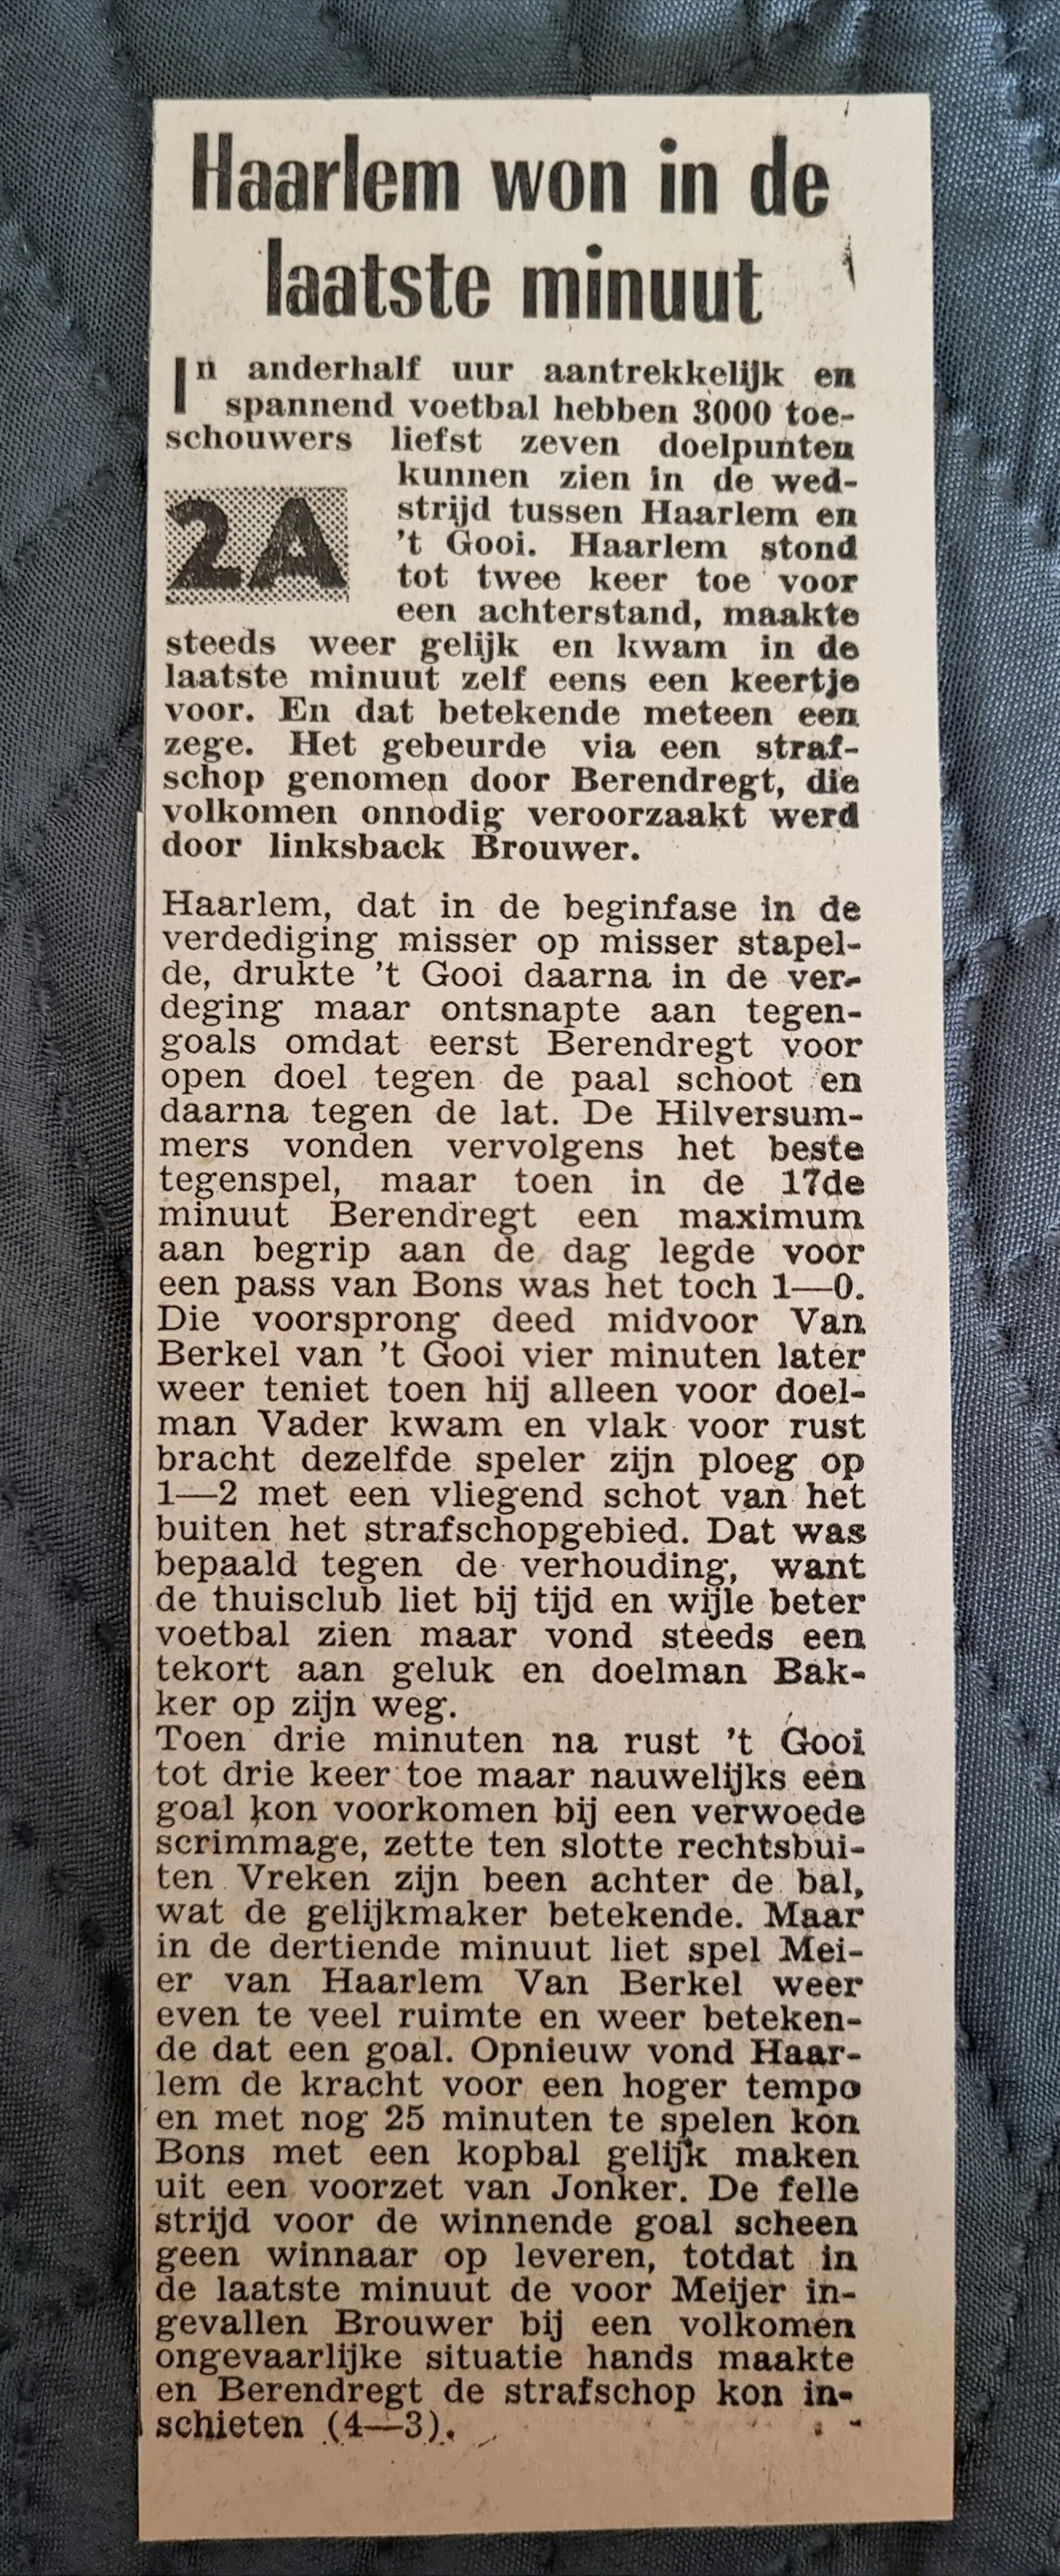 Haarlem won in de
laatste minuut
In anderhalf uur aantrekkelijk en
spannend voetbal hebben 3000 toe-
schouwers liefst zeven doelpunten
kunnen zien in de wed-
2A
strijd tussen Haarlem en
't Gooi. Haarlem stond
tot twee keer toe voor
een achterstand, maakte
steeds weer gelijk en kwam in de
laatste minuut zelf eens een keertje
voor. En dat betekende meteen een
zege. Het gebeurde via een straf-
schop genomen door Berendregt, die
volkomen onnodig veroorzaakt werd
door linksback Brouwer.
Haarlem, dat in de beginfase in de
verdediging misser op misser stapel-
de, drukte 't Gooi daarna in de ver-
deging maar ontsnapte aan tegen-
goals omdat eerst Berendregt voor
open doel tegen de paal schoot en
daarna tegen de lat. De Hilversum-
mers vonden vervolgens het beste
tegenspel, maar toen in de 17de
minuut Berendregt een maximum
aan begrip aan de dag legde voor
een pass van Bons was het toch 1—0.
Die voorsprong deed midvoor Van
Berkel van 't Gooi vier minuten later
weer teniet toen hij alleen voor doel-
man Vader kwam en vlak voor rust
bracht dezelfde speler zijn ploeg op
1—2 met een vliegend schot van het
buiten het strafschopgebied. Dat was
bepaald tegen de verhouding, want
de thuisclub liet bij tijd en wijle beter
voetbal zien maar vond steeds een
tekort aan geluk en doelman Bak-
ker op zijn weg.
Toen drie minuten na rust 't Gooi
tot drie keer toe maar nauwelijks een
goal kon voorkomen bij een verwoede
scrimmage, zette ten slotte rechtsbui-
ten Vreken zijn been achter de bal,
wat de gelijkmaker betekende. Maar
in de dertiende minuut liet spel Mei-
er van Haarlem Van Berkel weer
even te veel ruimte en weer beteken-
de dat een goal. Opnieuw vond Haar-
lem de kracht voor een hoger tempo
en met nog 25 minuten te spelen kon
Bons met een kopbal gelijk maken
uit een voorzet van Jonker. De felle
strijd voor de winnende goal scheen
geen winnaar op leveren, totdat in
de laatste minuut de voor Meijer in-
gevallen Brouwer bij een volkomen
ongevaarlijke situatie hands maakte
en Berendregt de strafschop kon in-
schieten (4—3).